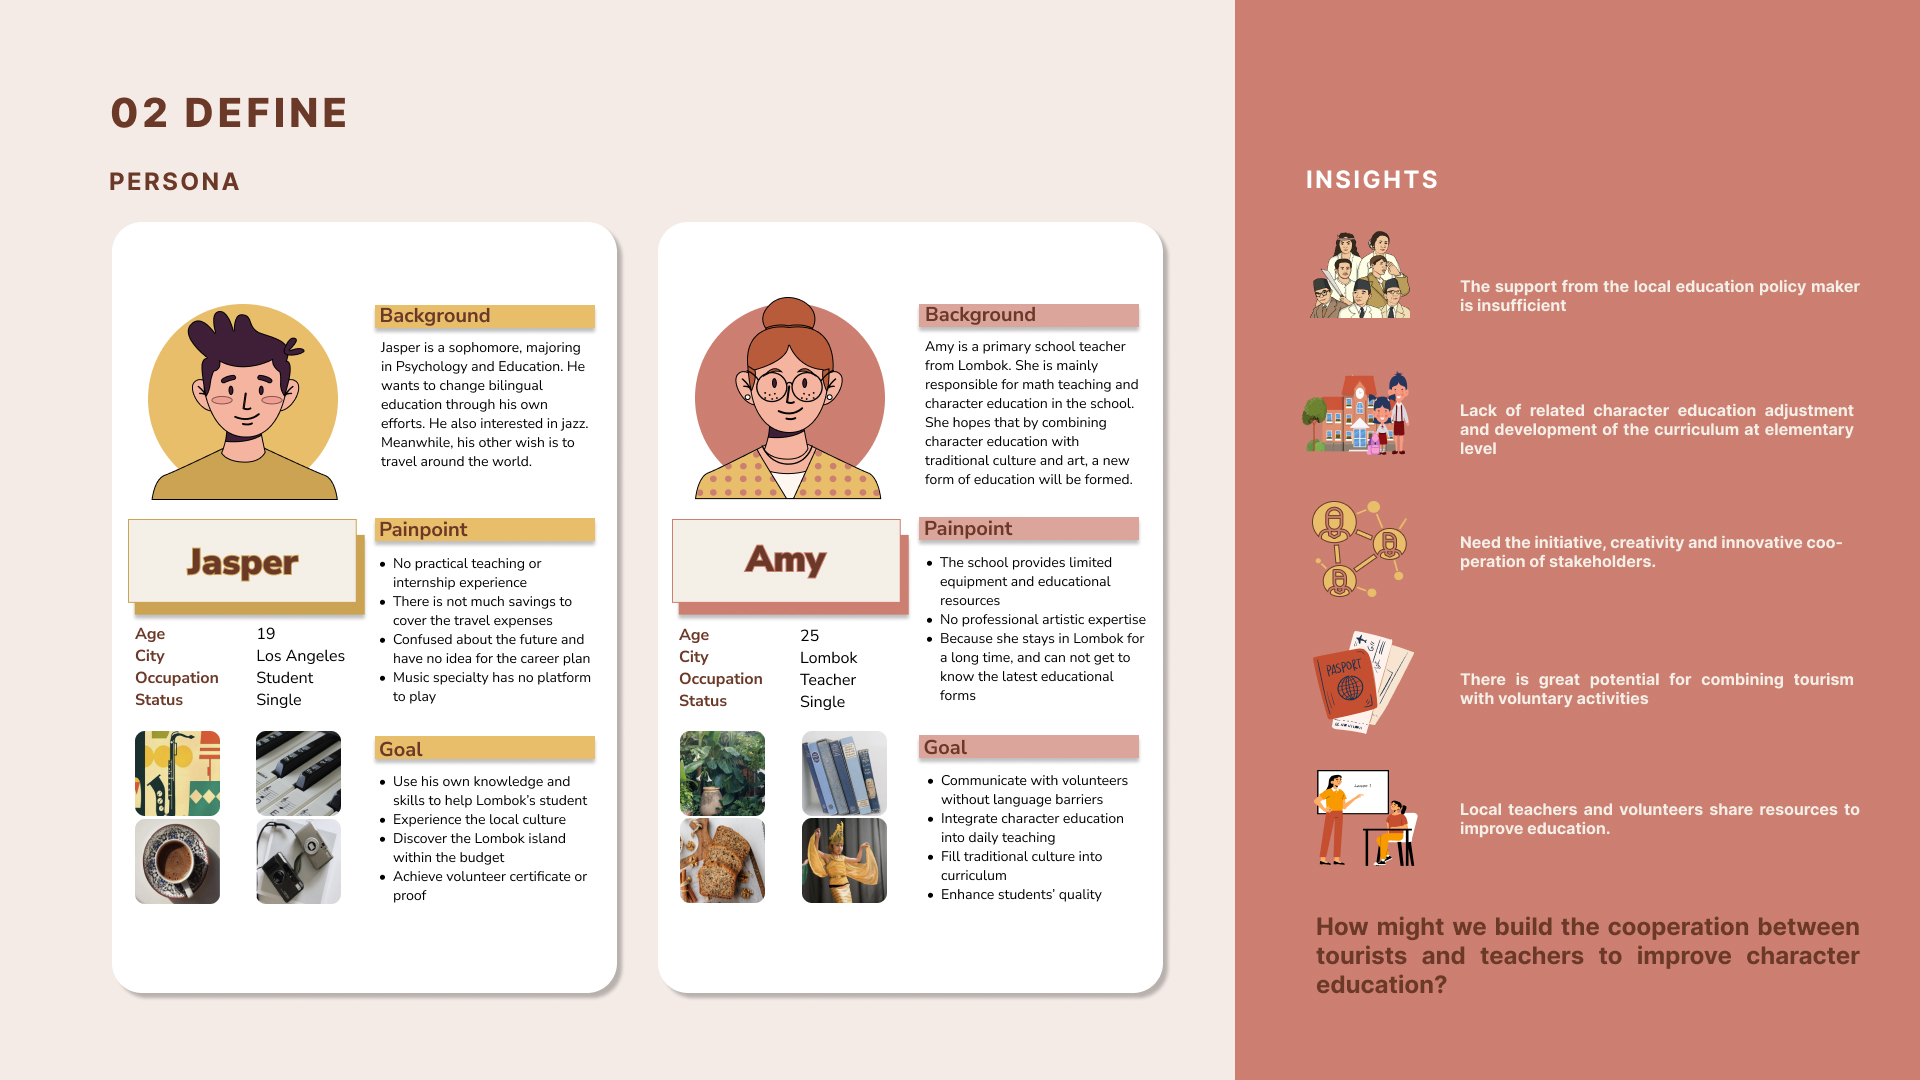 02 DEFINE
PERSONA
Background
Jasper is a sophomore, majoring
in Psychology and Education. He
wants to change bilingual
education through his own
efforts. He also interested in jazz.
Meanwhile, his other wish is to
travel around the world.
Jasper
Age 19
City Los Angeles
Occupation Student
Status Single
Painpoint
• No practical teaching or
internship experience
• There is not much savings to
cover the travel expenses
• Confused about the future and
have no idea for the career plan
• Music specialty has no platform
to play
Goal
• Use his own knowledge and
skills to help Lombok's student
• Experience the local culture
• Discover the Lombok island
within the budget
• Achieve volunteer certificate or
proof
Background
Amy is a primary school teacher
from Lombok. She is mainly
responsible for math teaching and
character education in the school.
She hopes that by combining
character education with
traditional culture and art, a new
form of education will be formed.
Amy
Age 25
City Lombok
Occupation Teacher
Status Single
Painpoint
• The school provides limited
equipment and educational
resources
• No professional artistic expertise
• Because she stays in Lombok for
a long time, and can not get to
know the latest educational
forms
Goal
• Communicate with volunteers
without language barriers
• Integrate character education
into daily teaching
• Fill traditional culture into
curriculum
• Enhance students' quality
INSIGHTS
The support from the local education policy maker
is insufficient
Lack of related character education adjustment
and development of the curriculum at elementary
level
Need the initiative, creativity and innovative coo-
peration of stakeholders.
PASPORT
There is great potential for combining tourism
with voluntary activities
Local teachers and volunteers share resources to
improve education.
How might we build the cooperation between
tourists and teachers to improve character
education?